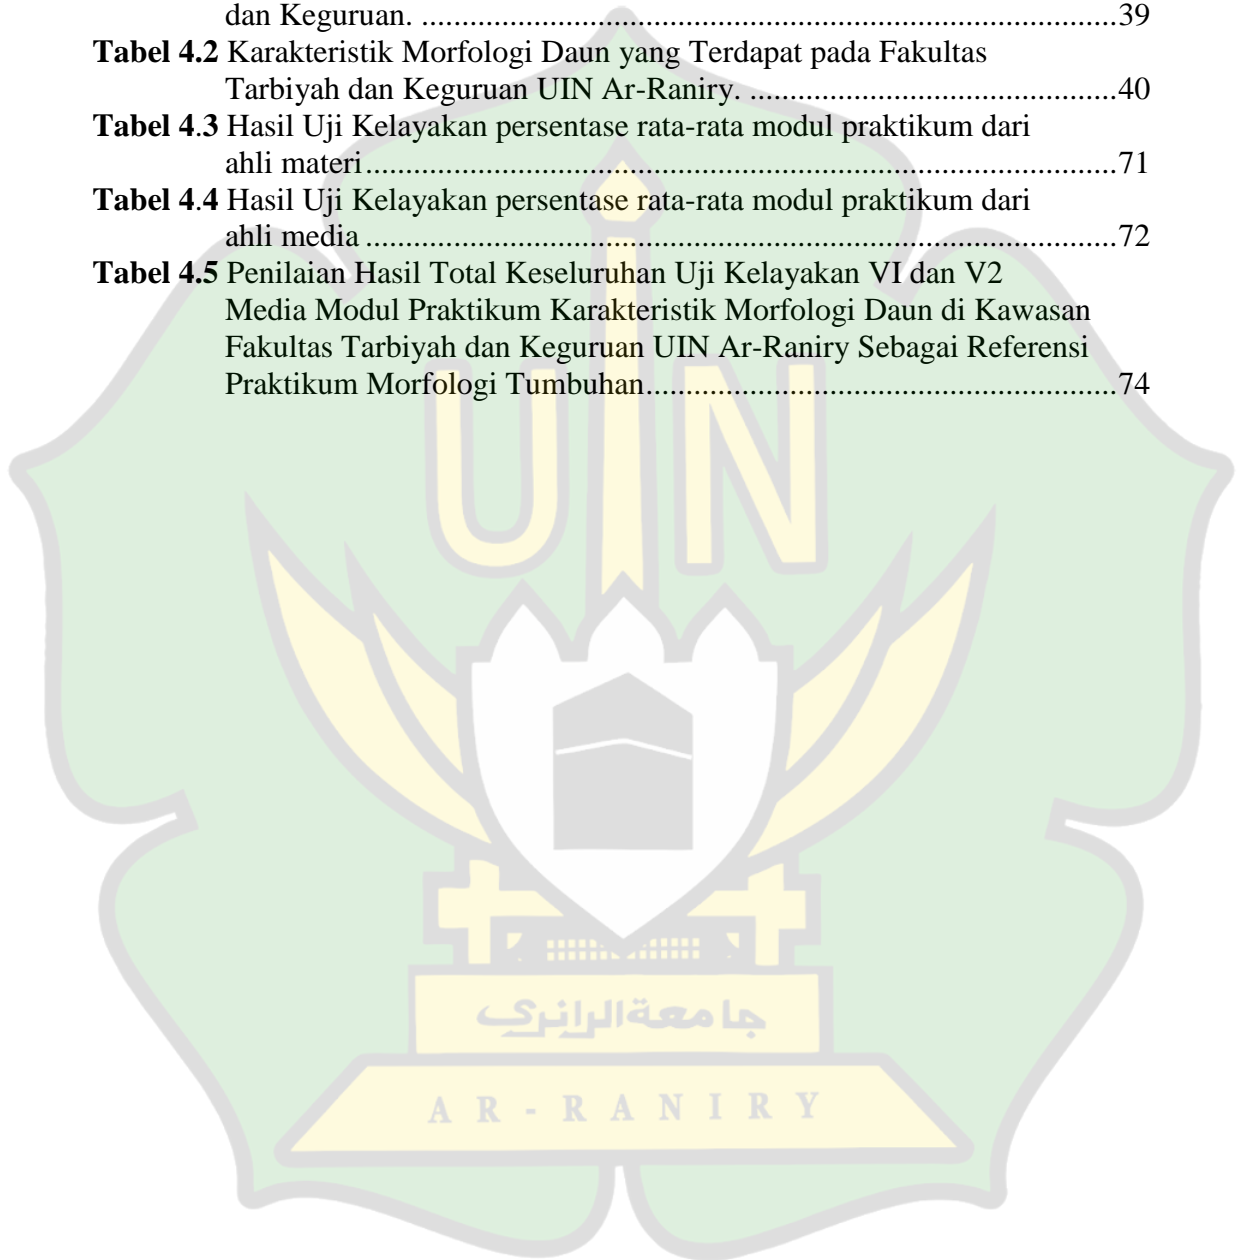 dan Keguruan. ....................................................................................39
Tabel 4.2 Karakteristik Morfologi Daun yang Terdapat pada Fakultas
Tarbiyah dan Keguruan UIN Ar-Raniry. ............................................40
Tabel 4.3 Hasil Uji Kelayakan persentase rata-rata modul praktikum dari
ahli materi...........................................................................................71
Tabel 4.4 Hasil Uji Kelayakan persentase rata-rata modul praktikum dari
ahli media ...........................................................................................72
Tabel 4.5 Penilaian Hasil Total Keseluruhan Uji Kelayakan VI dan V2
Media Modul Praktikum Karakteristik Morfologi Daun di Kawasan
Fakultas Tarbiyah dan Keguruan UIN Ar-Raniry Sebagai Referensi
Praktikum Morfologi Tumbuhan.........................................................74
UIN
جامعةالرانري
AR-RANIRY